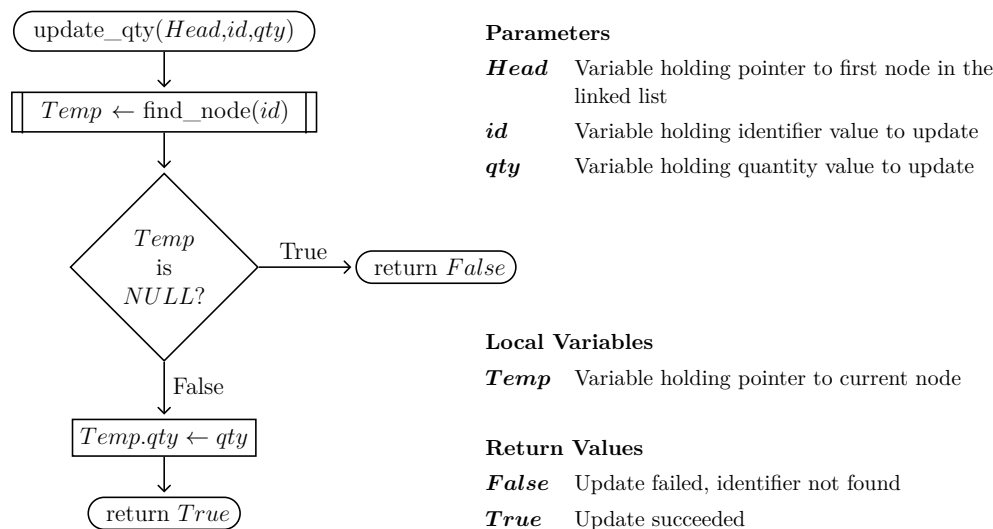 update_qty(Head,id,qty)
Temp ← find_node(id)
Temp
is
NULL?
True
return False
False
Temp.qty ← qty
return True
Parameters
Head Variable holding pointer to first node in the
linked list
id Variable holding identifier value to update
qty Variable holding quantity value to update
Local Variables
Temp Variable holding pointer to current node
Return Values
False Update failed, identifier not found
True Update succeeded